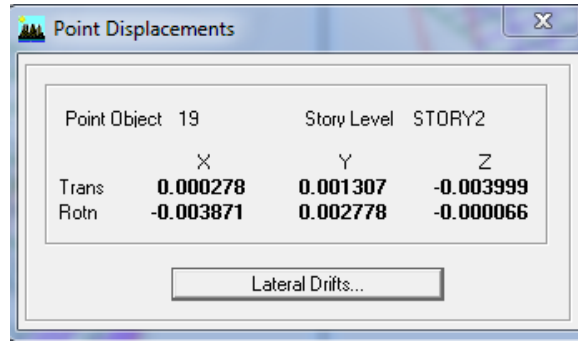 Point Displacements
Point Object 19 Story Level STORY2
X Y Z
Trans 0.000278 0.001307 -0.003999
Rotn -0.003871 0.002778 -0.000066
Lateral Drifts...